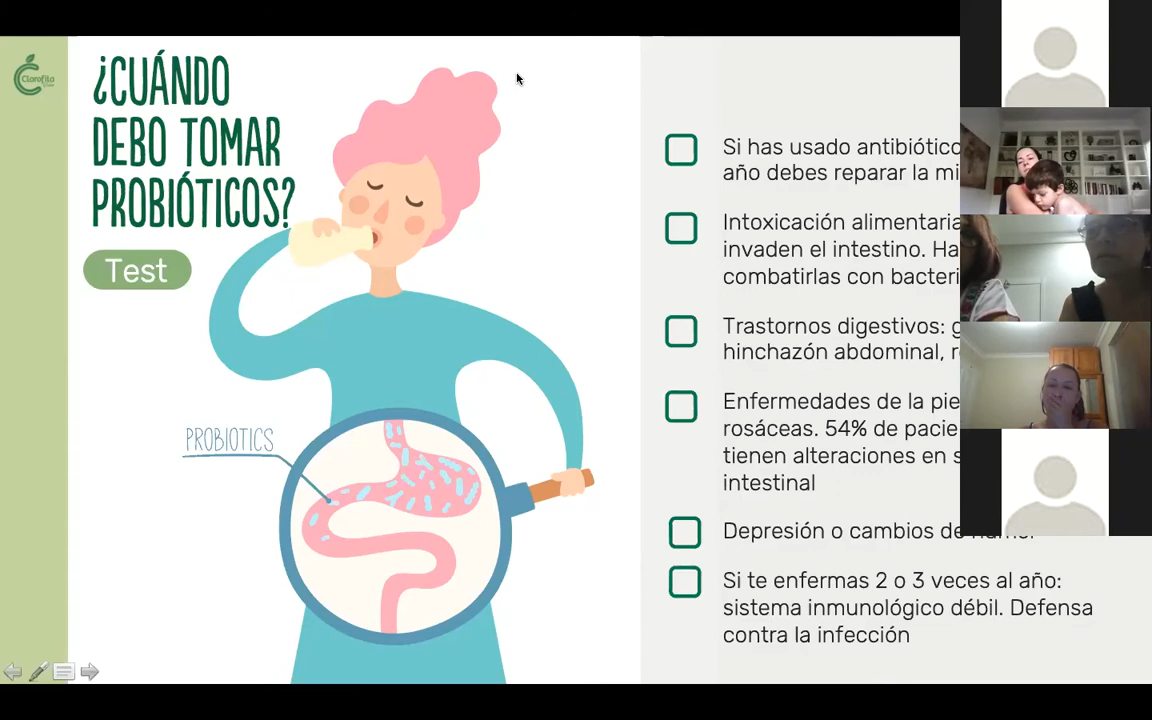 Clorofila
¿CUÁNDO
DEBO TOMAR
PROBIÓTICOS?
Test
PROBIOTICS
Si has usado antibiótico
año debes reparar la mi
Intoxicación alimentaria
invaden el intestino. Ha
combatirlas con bacteri
Trastornos digestivos: g
hinchazón abdominal, r
Enfermedades de la pie
rosáceas. 54% de pacie
tienen alteraciones en s
intestinal
Depresión o cambios de humor
Si te enfermas 2 o 3 veces al año:
sistema inmunológico débil. Defensa
contra la infección